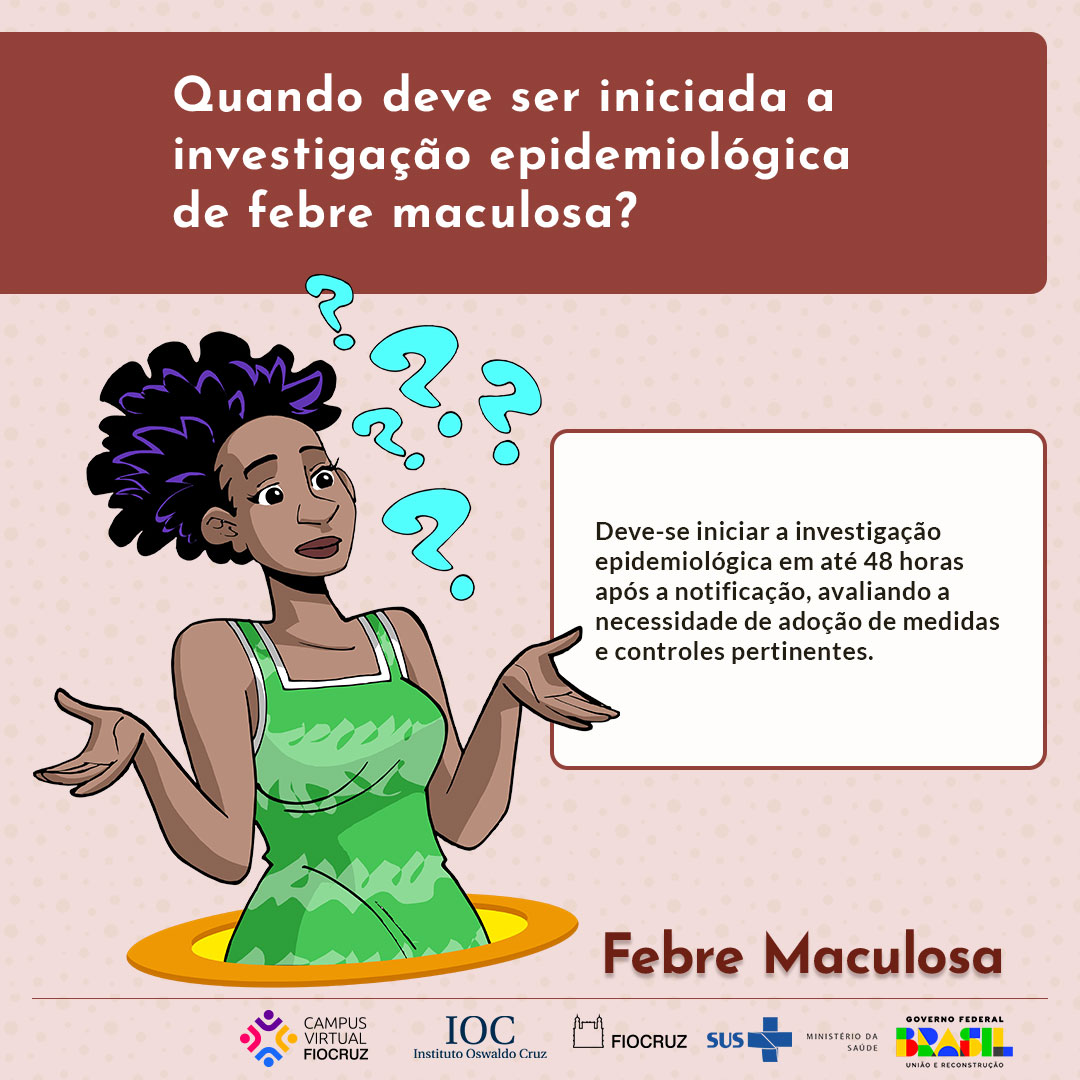 Quando deve ser iniciada a
investigação epidemiológica
de febre maculosa?
? ? ? ? ?
Deve-se iniciar a investigação
epidemiológica em até 48 horas
após a notificação, avaliando a
necessidade de adoção de medidas
e controles pertinentes.
Febre Maculosa
CAMPUS
VIRTUAL
FIOCRUZ
IOC
Instituto Oswaldo Cruz
FIOCRUZ
SUS
MINISTÉRIO DA
SAÚDE
GOVERNO FEDERAL
BRASIL
UNIÃO E RECONSTRUÇÃO